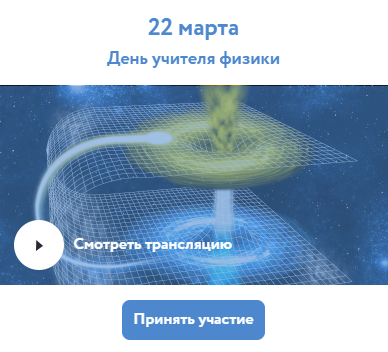 22 марта
День учителя физики
Смотреть трансляцию
Принять участие